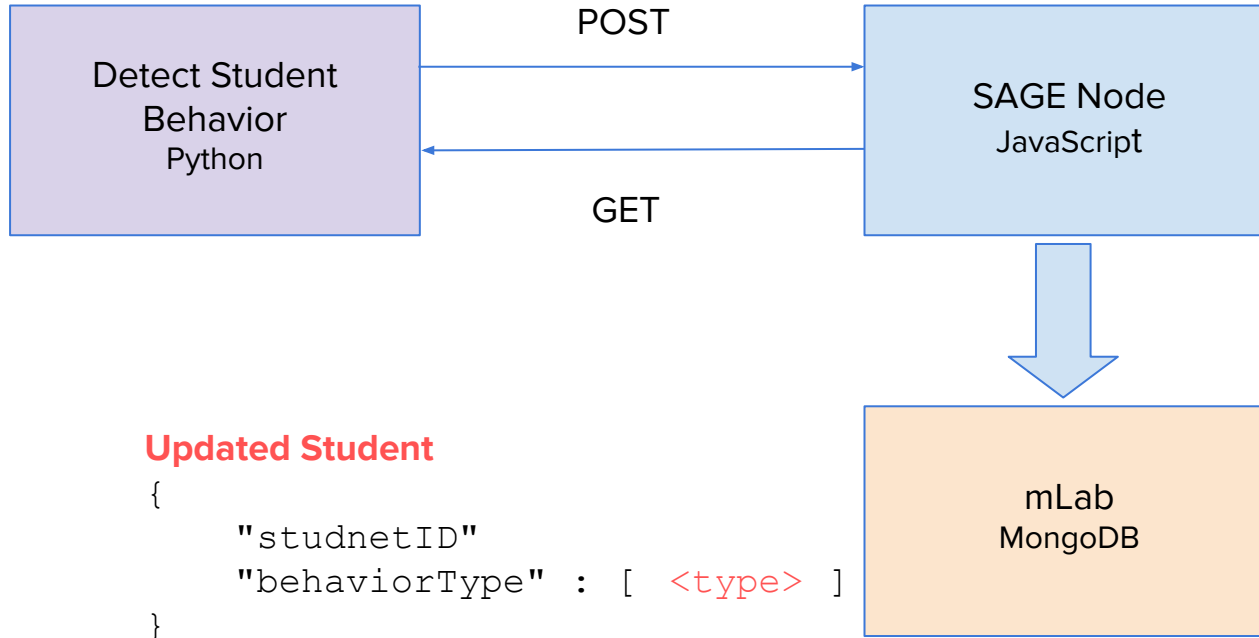 POST
Detect Student
Behavior
Python
SAGE Node
JavaScript
GET
Updated Student
{
"studnetID"
"behaviorType" : [ <type> ]
}
mLab
MongoDB